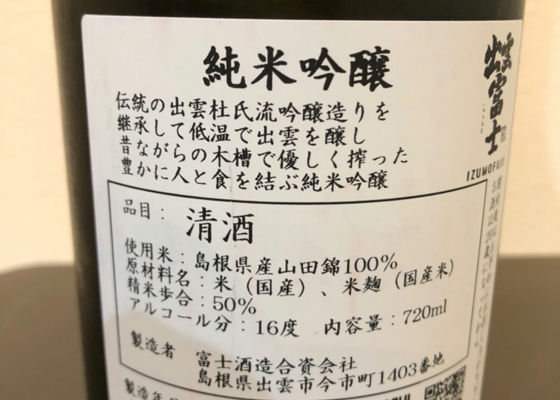 純米吟醸
伝統の出雲杜氏流吟醸造りを
継承して低温で出雲を醸し
昔ながらの木槽で優しく搾った
豊かに人と食を結ぶ純米吟醸
出雲富士
IZUMOFUJI
品目：清酒
使用米：島根県産山田錦100%
原材料名：米（国産）、米麹（国産米）
精米歩合：50%
アルコール分：16度 内容量：720ml
製造者 富士酒造合資会社
島根県出雲市今市町1403番地